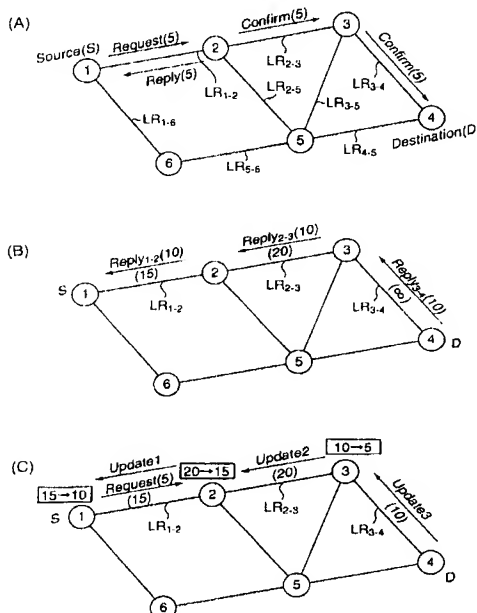 (A)
Source(S)
Request(5)
Confirm(5)
Confirm(5)
Reply(5)
1
2
3
4
5
6
LR1-2
LR2-3
LR2-5
LR3-5
LR3-4
LR1-6
LR5-6
LR4-5
Destination(D
(B)
Reply1-2(10)
(15)
Reply2-3(10)
(20)
Reply3-4(10)
(∞)
S
1
2
3
4
D
5
6
LR1-2
LR2-3
LR3-4
(C)
Update1
20→15
Update2
10→5
15→10
Request(5)
(15)
(20)
Update3
(10)
S
1
2
3
4
D
5
6
LR1-2
LR2-3
LR3-4